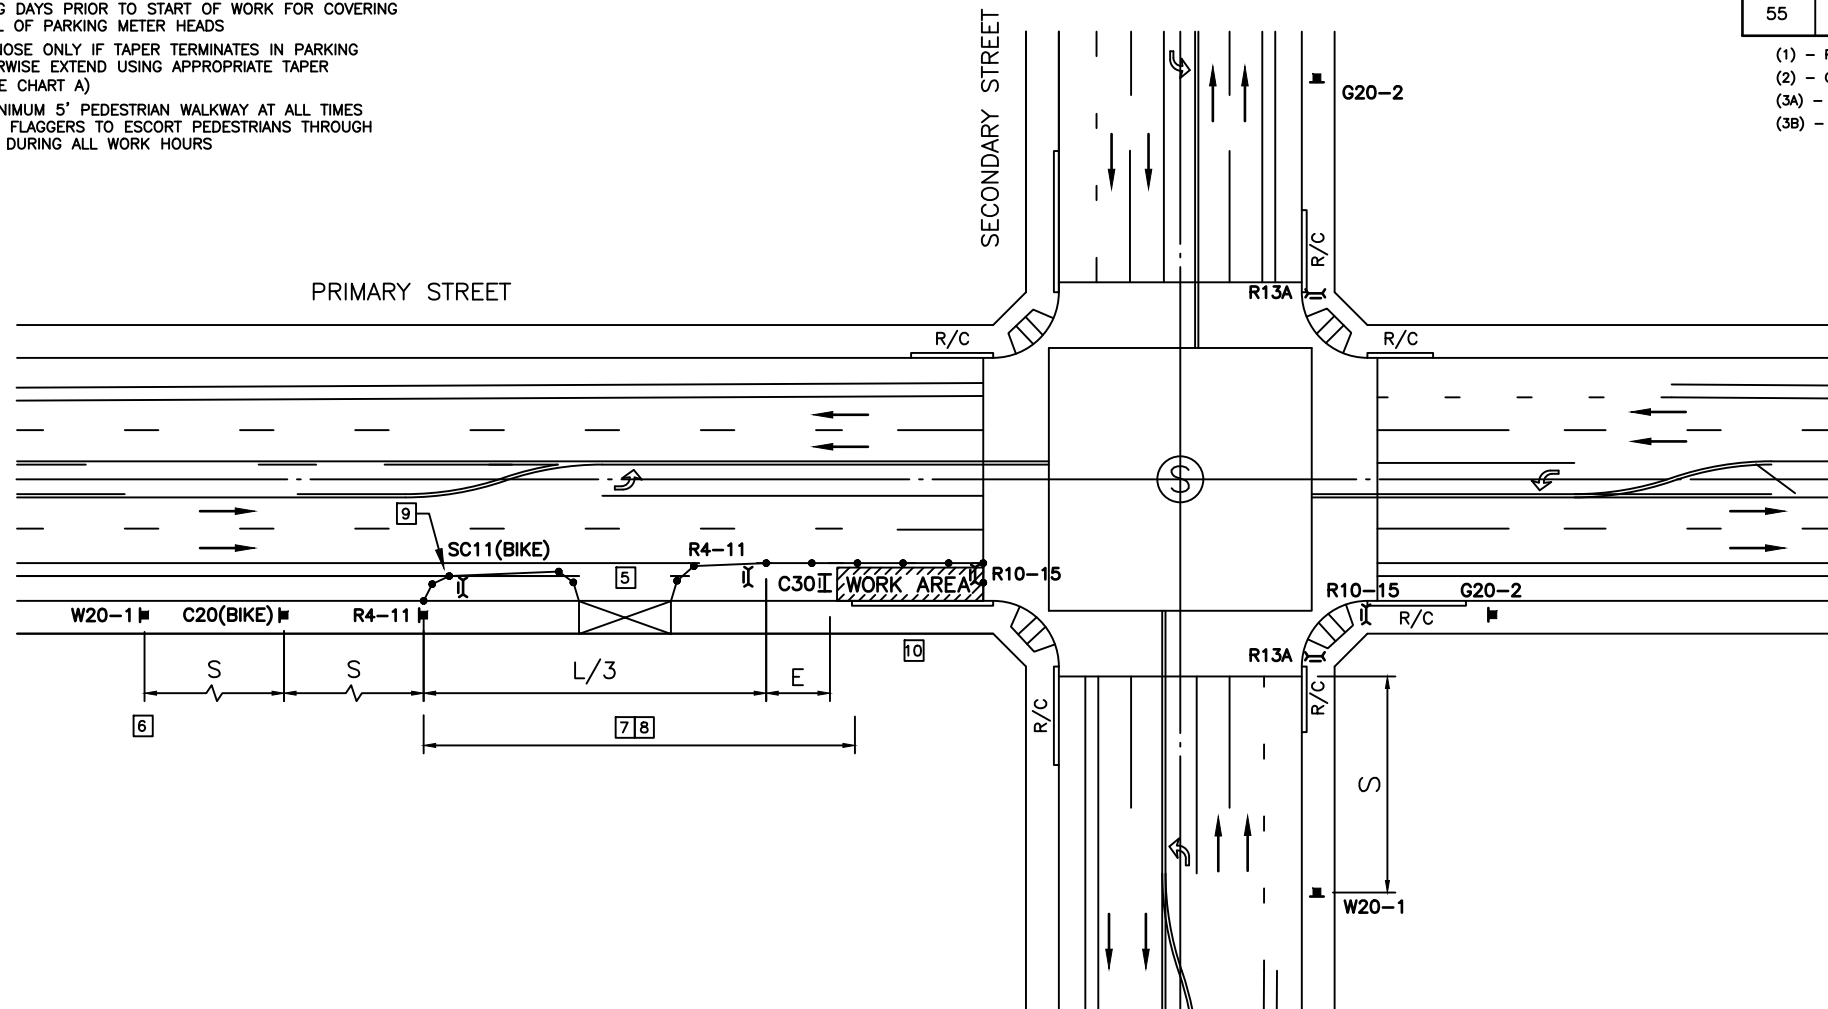 DAYS PRIOR TO START OF WORK FOR COVERING
OF PARKING METER HEADS
NOSE ONLY IF TAPER TERMINATES IN PARKING
EXTEND USING APPROPRIATE TAPER
CHART A)
5' PEDESTRIAN WALKWAY AT ALL TIMES
FLAGGERS TO ESCORT PEDESTRIANS THROUGH
DURING ALL WORK HOURS
55
(1) –
(2) –
(3A) –
(3B) –
SECONDARY STREET
G20-2
R/C
R13A
PRIMARY STREET
R/C
R/C
S
9
SC11(BIKE)
R4-11
5
C30
WORK AREA
R10-15
W20-1
C20(BIKE)
R4-11
R10-15
G20-2
R/C
10
R13A
S
S
L/3
E
R/C
R/C
6
7 8
S
W20-1